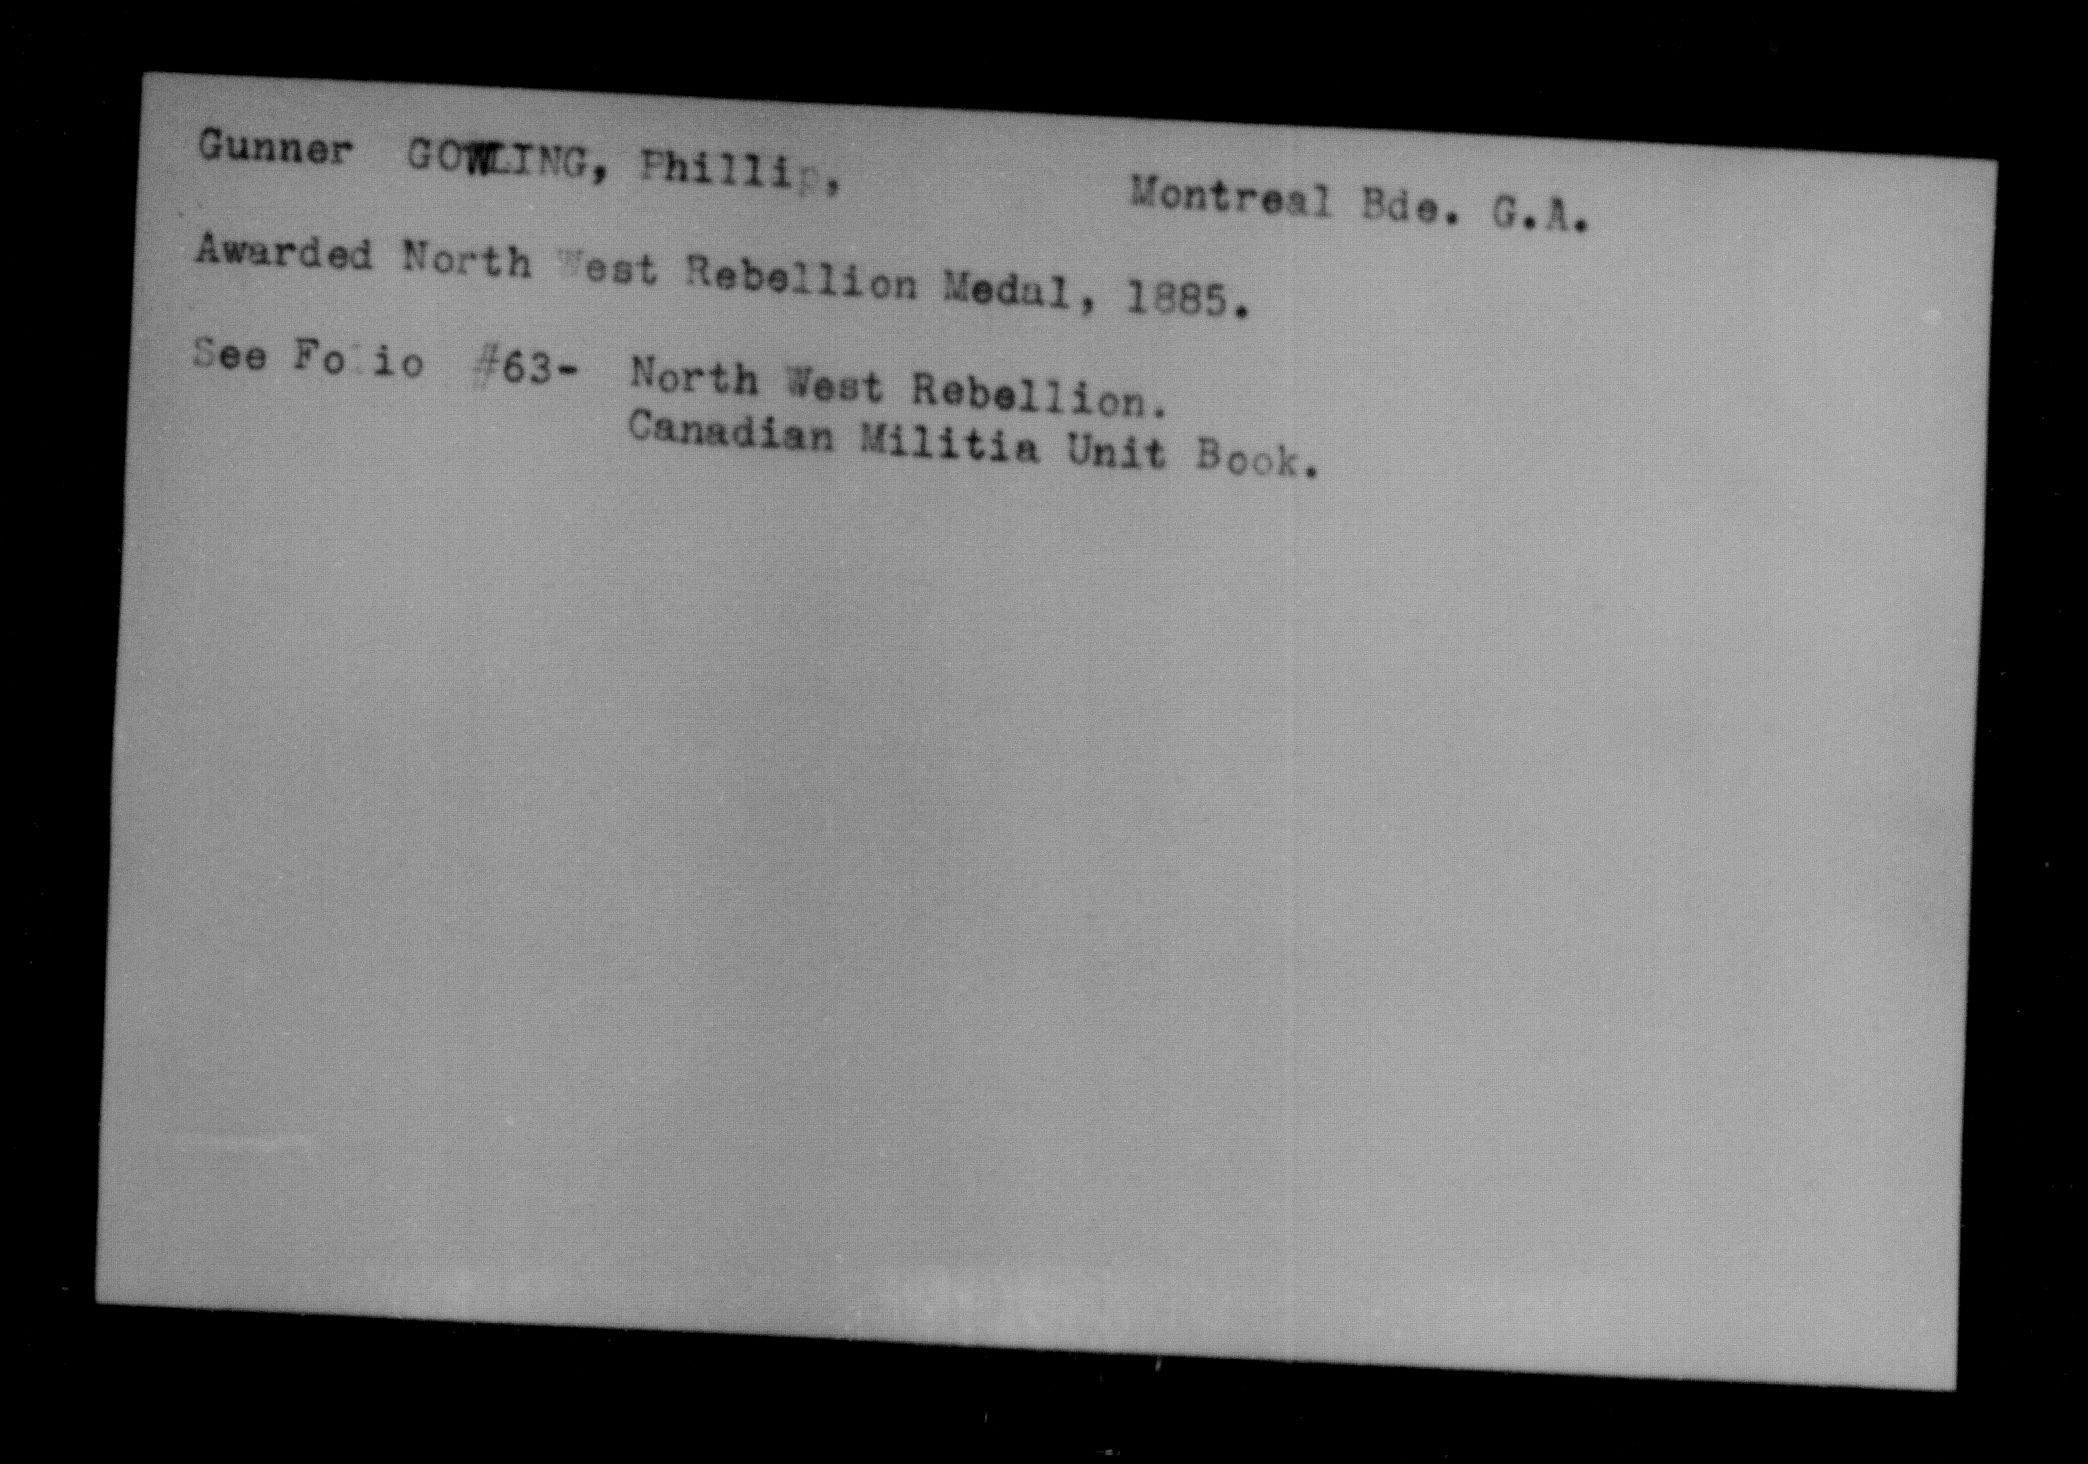 Gunner GOWLING, Phillip, Montreal Bde. G.A.
Awarded North West Rebellion Medal, 1885.
See Folio #63- North West Rebellion.
Canadian Militia Unit Book.